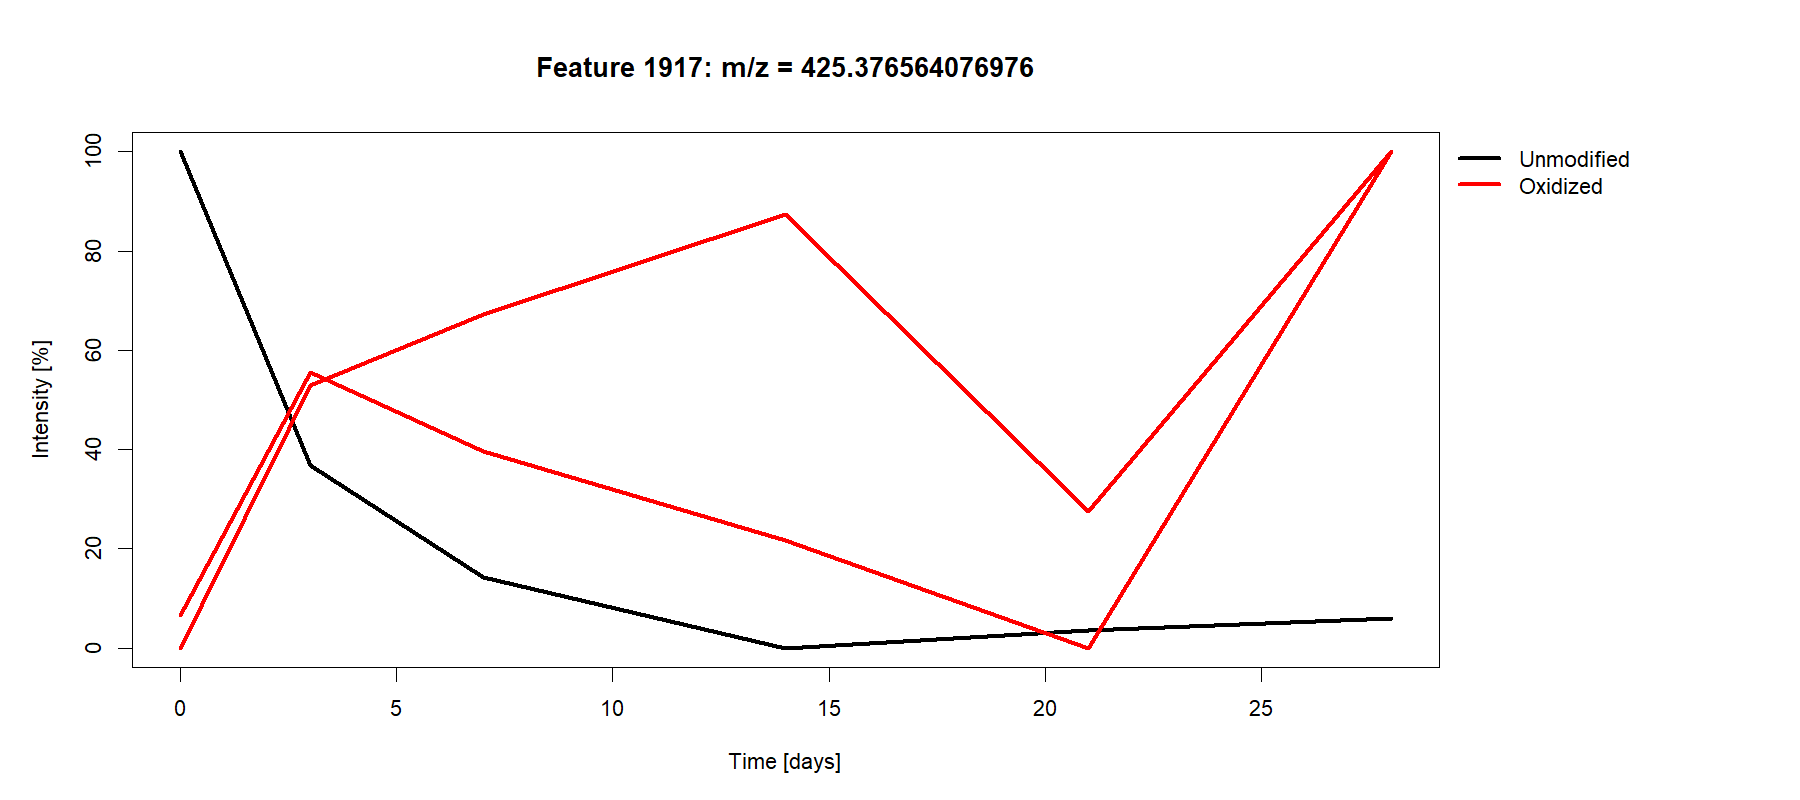 Feature 1917: m/z = 425.376564076976
Unmodified
Oxidized
Intensity [%]
100
80
60
40
20
0
0 5 10 15 20 25
Time [days]